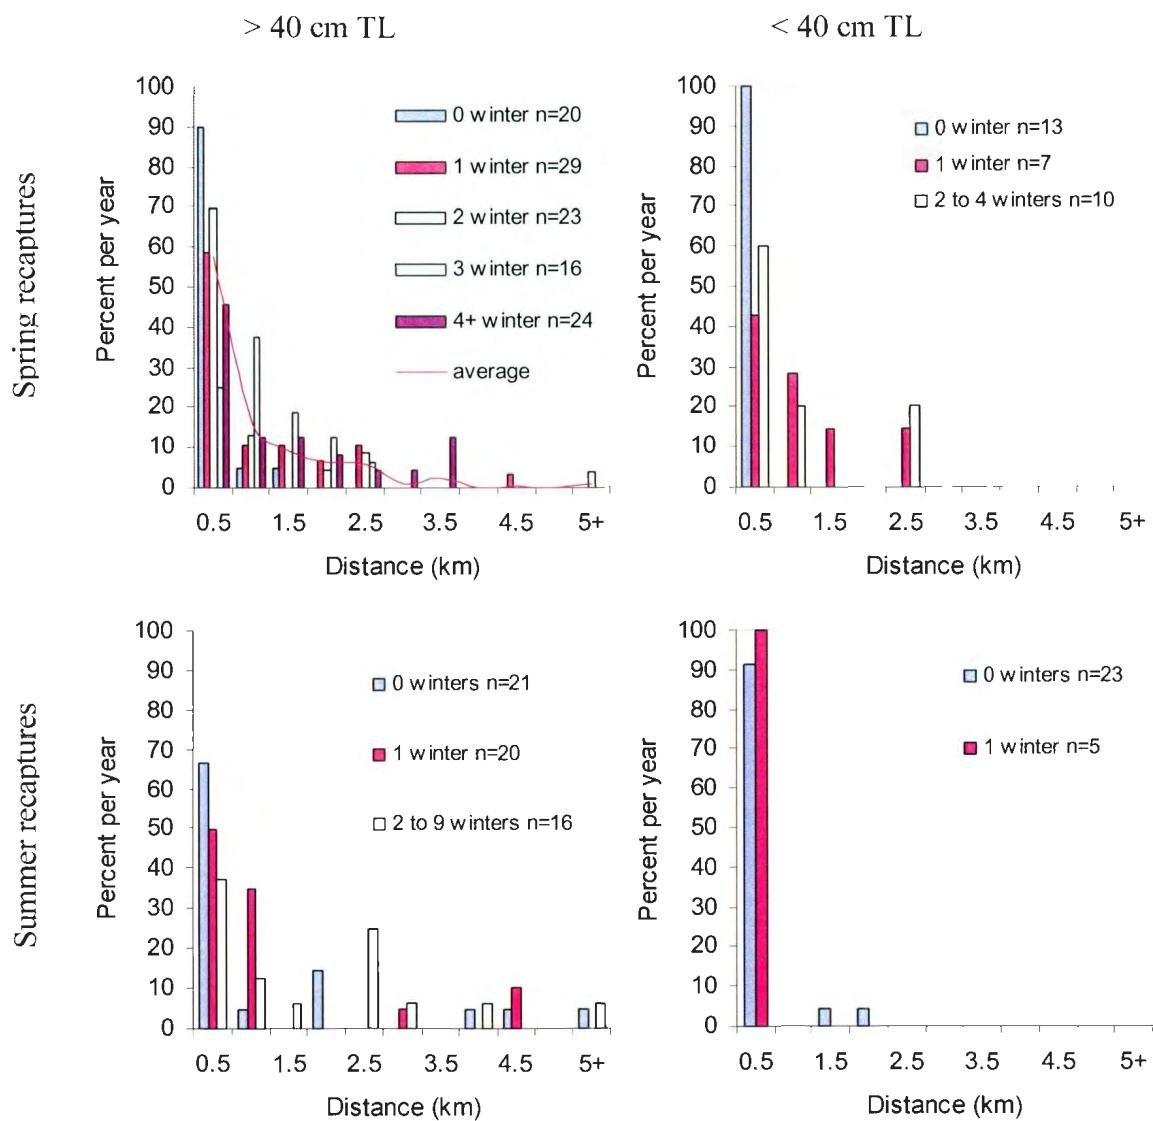 > 40 cm TL
< 40 cm TL
Spring recaptures
Percent per year
100
90
80
70
60
50
40
30
20
10
0
0 winter n=20
1 winter n=29
2 winter n=23
3 winter n=16
4+ winter n=24
average
0.5 1.5 2.5 3.5 4.5 5+
Distance (km)
Percent per year
100
90
80
70
60
50
40
30
20
10
0
0 winter n=13
1 winter n=7
2 to 4 winters n=10
0.5 1.5 2.5 3.5 4.5 5+
Distance (km)
Summer recaptures
Percent per year
100
90
80
70
60
50
40
30
20
10
0
0 winters n=21
1 winter n=20
2 to 9 winters n=16
0.5 1.5 2.5 3.5 4.5 5+
Distance (km)
Percent per year
100
90
80
70
60
50
40
30
20
10
0
0 winters n=23
1 winter n=5
0.5 1.5 2.5 3.5 4.5 5+
Distance (km)